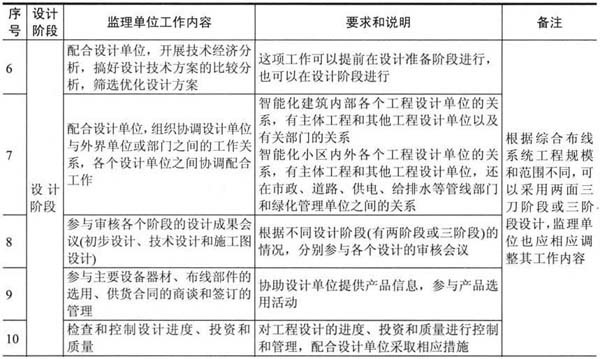 序号
设计阶段
监理单位工作内容
要求和说明
备注
6
配合设计单位，开展技术经济分
析，搞好设计技术方案的比较分
析，筛选优化设计方案
这项工作可以提前在设计准备阶段进行，
也可以在设计阶段进行
7
配合设计单位，组织协调设计单位
与外界单位或部门之间的工作关
系，各个设计单位之间协调配合
工作
智能化建筑内部各个工程设计单位的关
系，有主体工程和其他工程设计单位以及
有关部门的关系
智能化小区内外各个工程设计单位的关
系，有主体工程和其他工程设计单位，还
在市政、道路、供电、给排水等管线部门
和绿化管理单位之间的关系
设计
阶段
根据综合布线
系统工程规模
和范围不同，可
以采用两面三
刀阶段或三阶
段设计，监理单
位也应相应调
整其工作内容
8
参与审核各个阶段的设计成果
会议(初步设计、技术设计和施工图
设计)
根据不同设计阶段(有两阶段或三阶段)的
情况，分别参与各个设计的审核会议
9
参与主要设备器材、布线部件的
选用、供货合同的商谈和签订的
管理
协助设计单位提供产品信息，参与产品选
用活动
10
检查和控制设计进度、投资和
质量
对工程设计的进度、投资和质量进行控制
和管理，配合设计单位采取相应措施